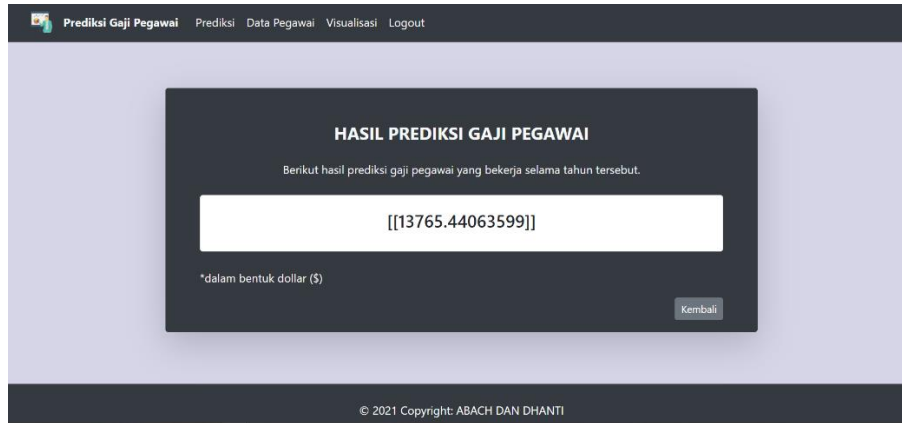 Prediksi Gaji Pegawai Prediksi Data Pegawai Visualisasi Logout
HASIL PREDIKSI GAJI PEGAWAI
Berikut hasil prediksi gaji pegawai yang bekerja selama tahun tersebut.
[[13765.44063599]]
*dalam bentuk dollar ($)
Kembali
© 2021 Copyright: ABACH DAN DHANTI